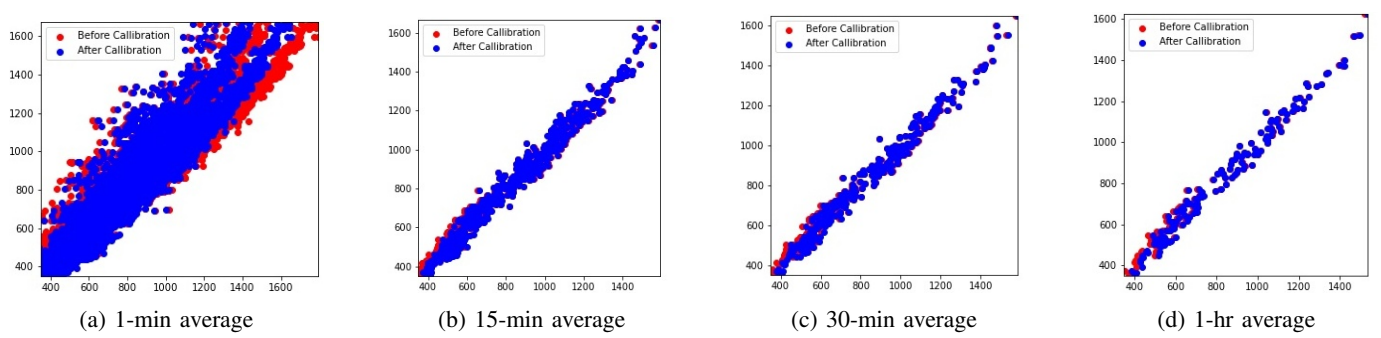 Before Callibration
After Callibration
1600
1400
1200
1000
800
600
400
400 600 800 1000 1200 1400 1600
(a) 1-min average
Before Callibration
After Callibration
1600
1400
1200
1000
800
600
400
400 600 800 1000 1200 1400
(b) 15-min average
Before Callibration
After Callibration
1600
1400
1200
1000
800
600
400
400 600 800 1000 1200 1400
(c) 30-min average
Before Callibration
After Callibration
1600
1400
1200
1000
800
600
400
400 600 800 1000 1200 1400
(d) 1-hr average